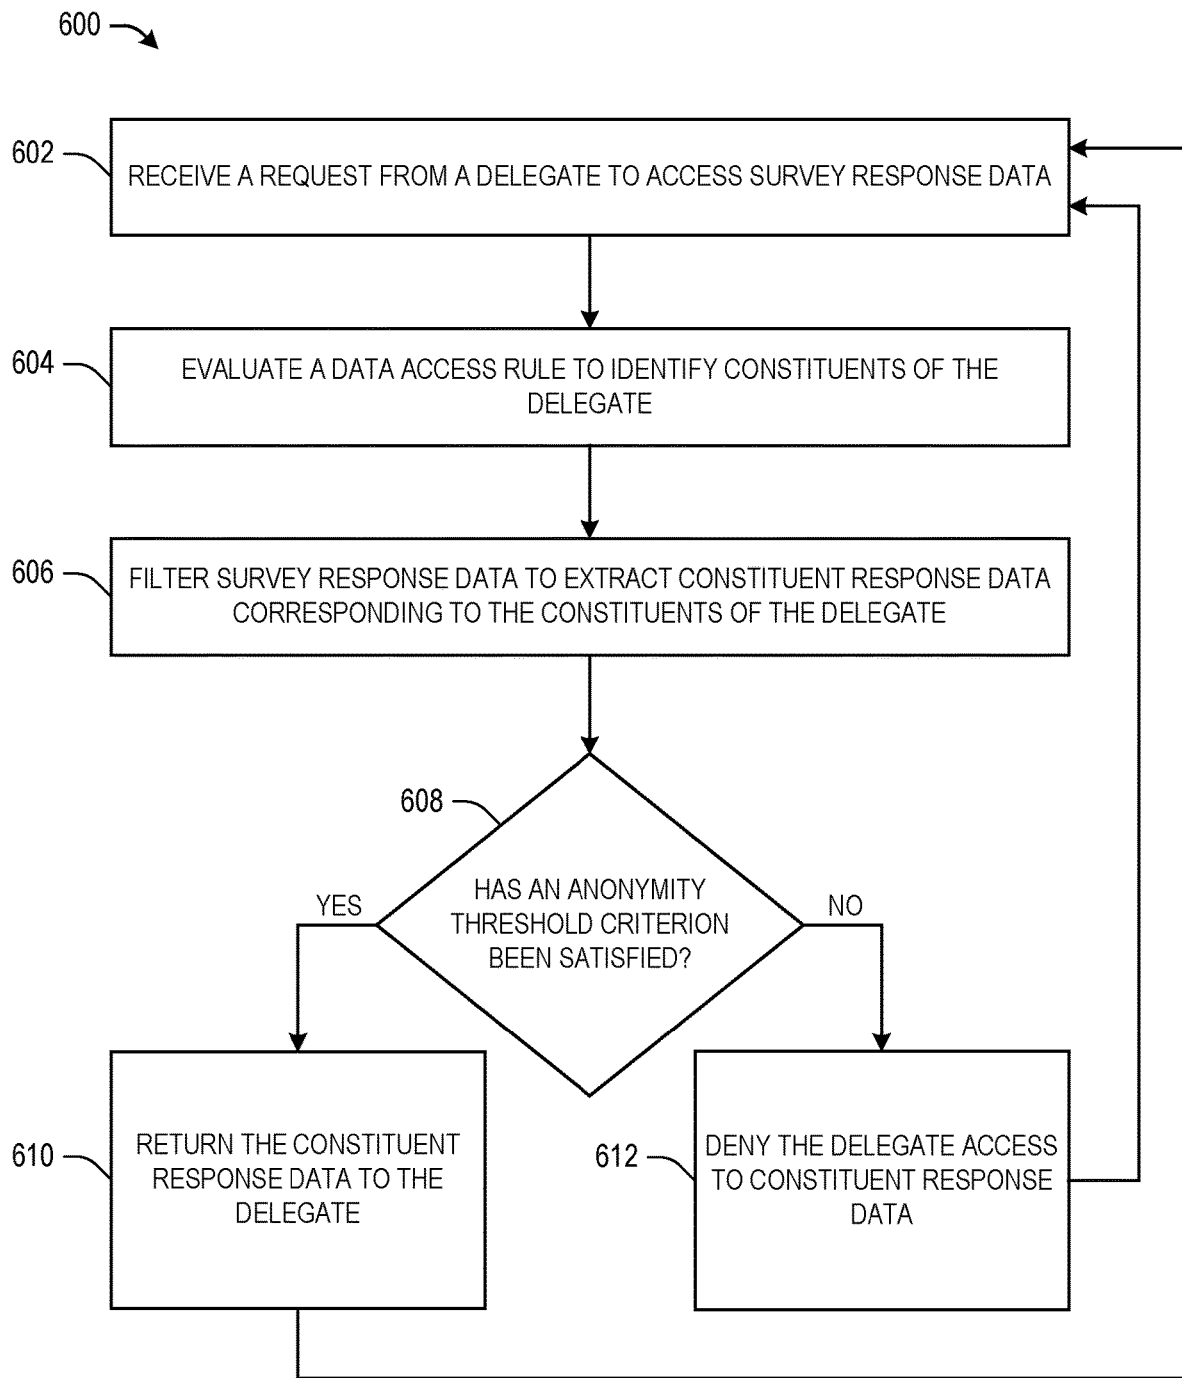 600
602
RECEIVE A REQUEST FROM A DELEGATE TO ACCESS SURVEY RESPONSE DATA
604
EVALUATE A DATA ACCESS RULE TO IDENTIFY CONSTITUENTS OF THE
DELEGATE
606
FILTER SURVEY RESPONSE DATA TO EXTRACT CONSTITUENT RESPONSE DATA
CORRESPONDING TO THE CONSTITUENTS OF THE DELEGATE
608
HAS AN ANONYMITY
THRESHOLD CRITERION
BEEN SATISFIED?
YES
NO
610
RETURN THE CONSTITUENT
RESPONSE DATA TO THE
DELEGATE
612
DENY THE DELEGATE ACCESS
TO CONSTITUENT RESPONSE
DATA